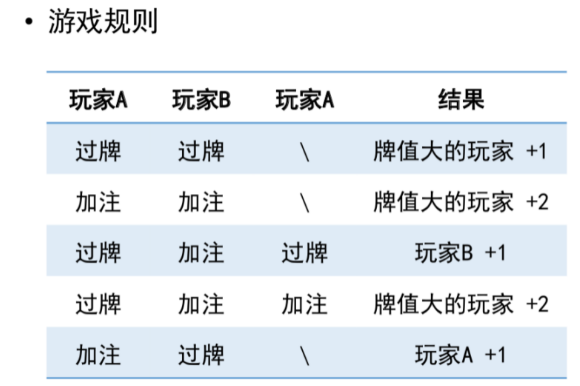 • 游戏规则
玩家A 玩家B 玩家A 结果
过牌 过牌 \ 牌值大的玩家 +1
加注 加注 \ 牌值大的玩家 +2
过牌 加注 过牌 玩家B +1
过牌 加注 加注 牌值大的玩家 +2
加注 过牌 \ 玩家A +1